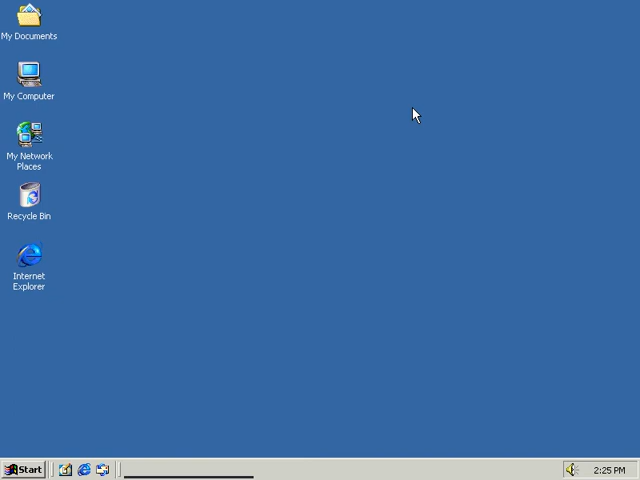 My Documents
My Computer
My Network
Places
Recycle Bin
Internet
Explorer
Start
2:25 PM